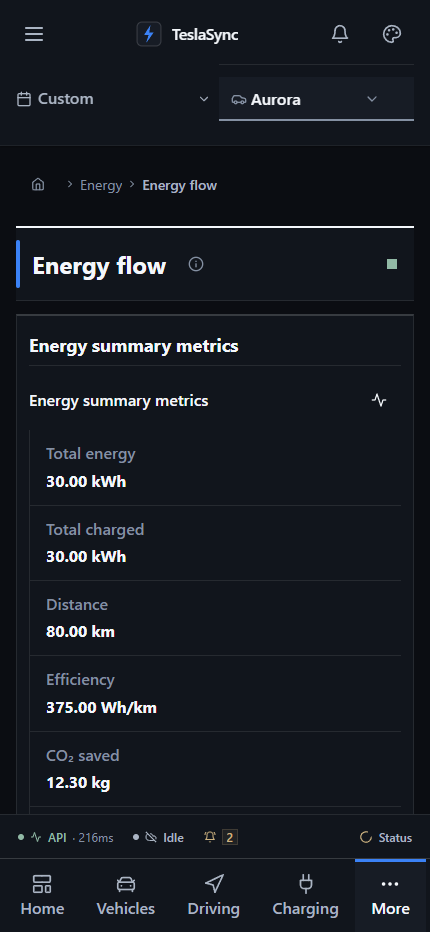 TeslaSync
Custom
Aurora
Energy
Energy flow
Energy flow
Energy summary metrics
Energy summary metrics
Total energy
30.00 kWh
Total charged
30.00 kWh
Distance
80.00 km
Efficiency
375.00 Wh/km
CO₂ saved
12.30 kg
API · 216ms
Idle
2
Status
Home
Vehicles
Driving
Charging
More